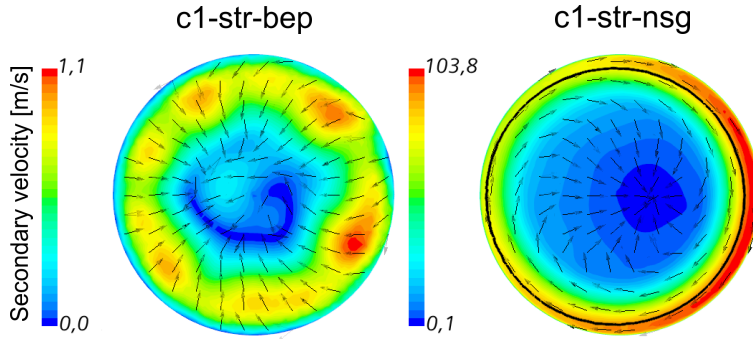 c1-str-bep
c1-str-nsg
Secondary velocity [m/s]
1,1
0,0
103,8
0,1